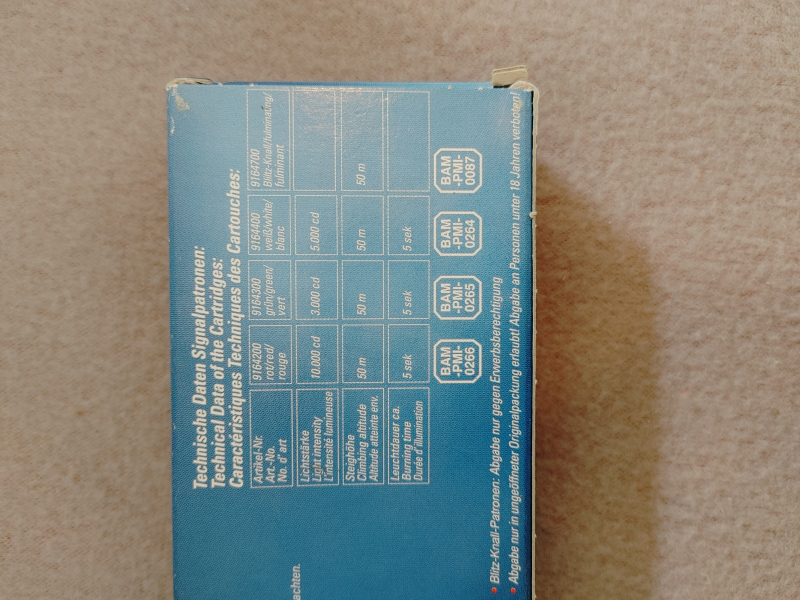 Technische Daten Signalpatronen:
Technical Data of the Cartridges:
Caractéristiques Techniques des Cartouches:
Artikel-Nr.
Art.-No.
No. d' art
9164200
rot/red/
rouge
9164300
grün/green/
vert
9164400
weiß/white/
blanc
9164700
Blitz-Knall/fulminating/
fulminant
Lichtstärke
Light intensity
L'intensité lumineuse
10.000 cd
3.000 cd
5.000 cd
Steighöhe
Climbing altitude
Altitude atteinte env.
50 m
50 m
50 m
50 m
Leuchtdauer ca.
Burning time
Durée d'illumination
5 sek
5 sek
5 sek
BAM
-PMI-
0266
BAM
-PMI-
0265
BAM
-PMI-
0264
BAM
-PMI-
0087
achten.
• Blitz-Knall-Patronen: Abgabe nur gegen Erwerbsberechtigung
• Abgabe nur in ungeöffneter Originalpackung erlaubt! Abgabe an Personen unter 18 Jahren verboten!